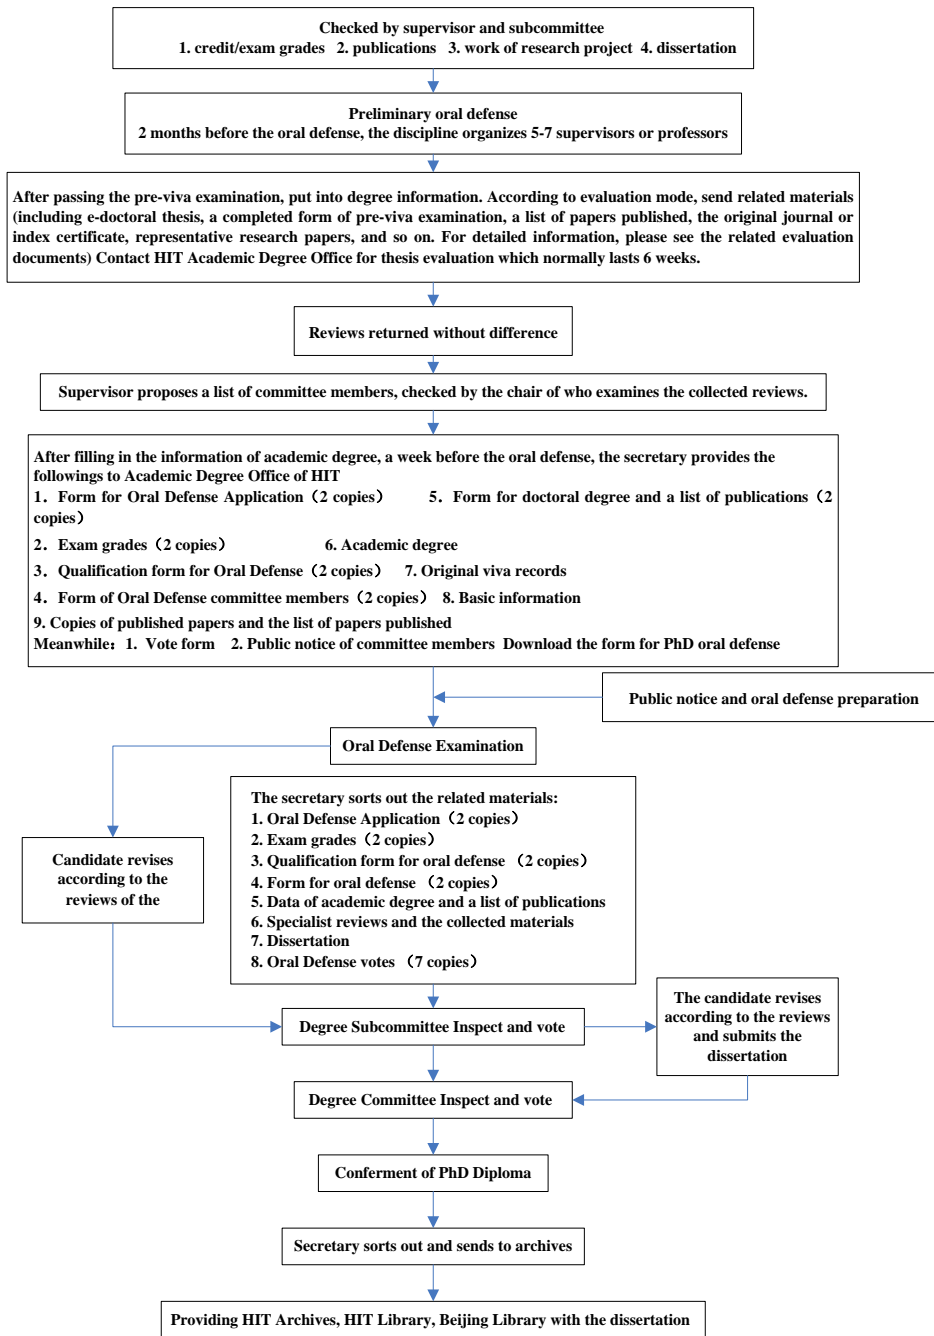 Checked by supervisor and subcommittee
1. credit/exam grades 2. publications 3. work of research project 4. dissertation
Preliminary oral defense
2 months before the oral defense, the discipline organizes 5-7 supervisors or professors
After passing the pre-viva examination, put into degree information. According to evaluation mode, send related materials
(including e-doctoral thesis, a completed form of pre-viva examination, a list of papers published, the original journal or
index certificate, representative research papers, and so on. For detailed information, please see the related evaluation
documents) Contact HIT Academic Degree Office for thesis evaluation which normally lasts 6 weeks.
Reviews returned without difference
Supervisor proposes a list of committee members, checked by the chair of who examines the collected reviews.
After filling in the information of academic degree, a week before the oral defense, the secretary provides the
followings to Academic Degree Office of HIT
1．Form for Oral Defense Application（2 copies） 5．Form for doctoral degree and a list of publications（2
copies）
2．Exam grades（2 copies） 6. Academic degree
3．Qualification form for Oral Defense（2 copies） 7. Original viva records
4．Form of Oral Defense committee members（2 copies） 8. Basic information
9. Copies of published papers and the list of papers published
Meanwhile：1. Vote form 2. Public notice of committee members Download the form for PhD oral defense
Public notice and oral defense preparation
Oral Defense Examination
The secretary sorts out the related materials:
1. Oral Defense Application（2 copies）
2. Exam grades（2 copies）
3. Qualification form for oral defense （2 copies）
4. Form for oral defense（2 copies）
5. Data of academic degree and a list of publications
6. Specialist reviews and the collected materials
7. Dissertation
8. Oral Defense votes （7 copies）
Candidate revises
according to the
reviews of the
Degree Subcommittee Inspect and vote
The candidate revises
according to the reviews
and submits the
dissertation
Degree Committee Inspect and vote
Conferment of PhD Diploma
Secretary sorts out and sends to archives
Providing HIT Archives, HIT Library, Beijing Library with the dissertation